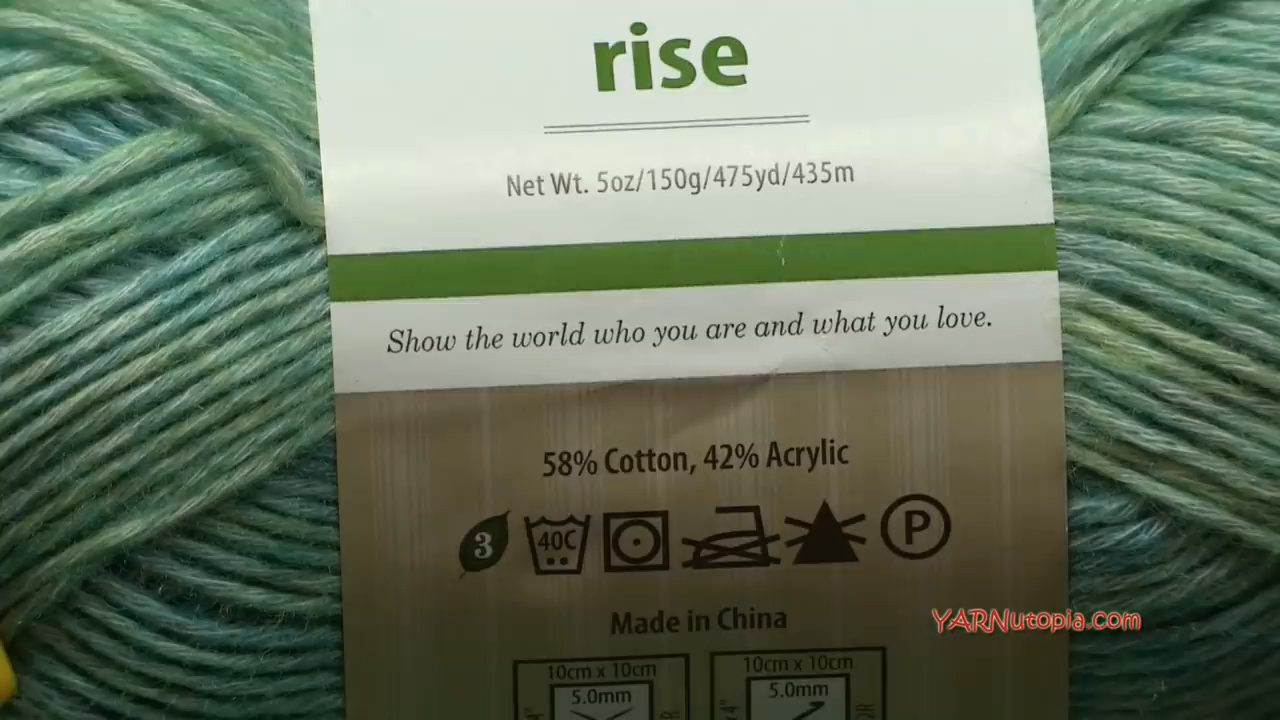 rise
Net Wt. 5oz/150g/475yd/435m
Show the world who you are and what you love.
58% Cotton, 42% Acrylic
3 40C P
Made in China
YARNutopia.com
10cm x 10cm 10cm x 10cm
5.0mm 5.0mm